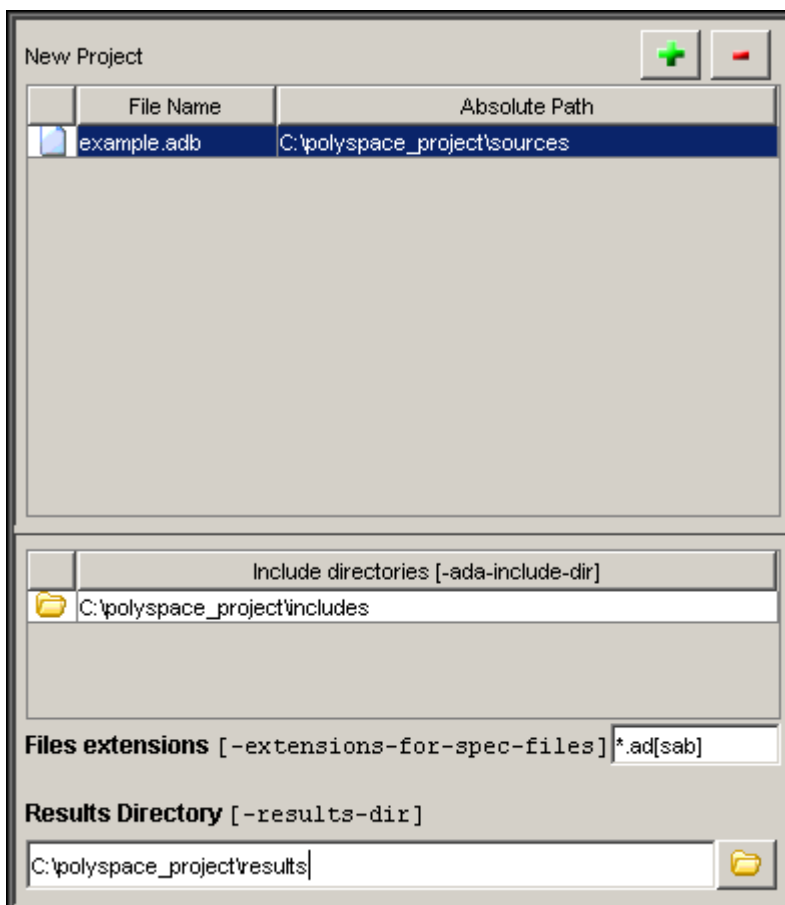 New Project
File Name Absolute Path
example.adb C:\polyspace_project\sources
Include directories [-ada-include-dir]
C:\polyspace_project\includes
Files extensions [-extensions-for-spec-files] *.ad[sab]
Results Directory [-results-dir]
C:\polyspace_project\results